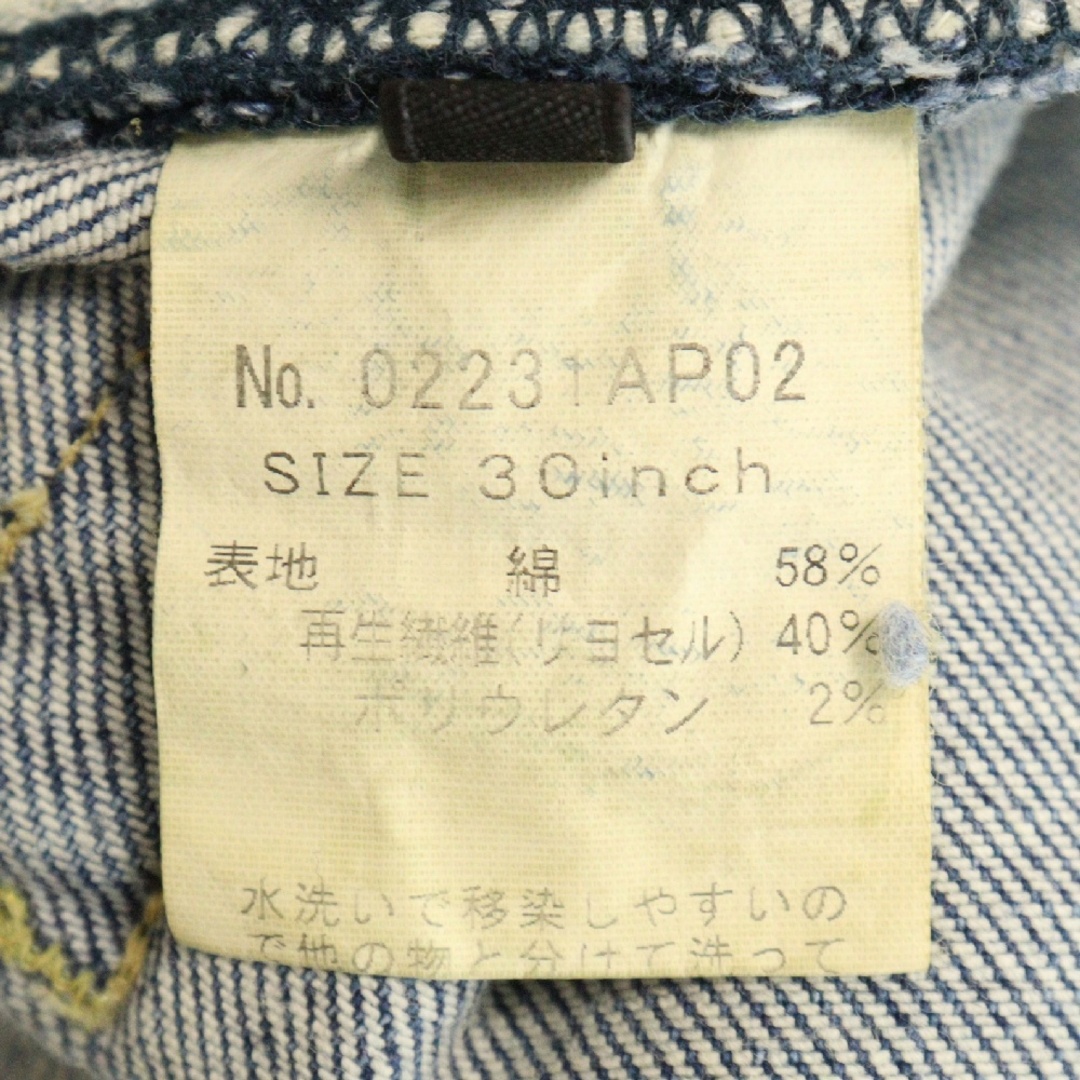 No. 02231AP02
SIZE 30inch
表地 綿 58%
再生繊維(リヨセル) 40%
ポリウレタン 2%
水洗いで移染しやすいの
で他の物と分けて洗って